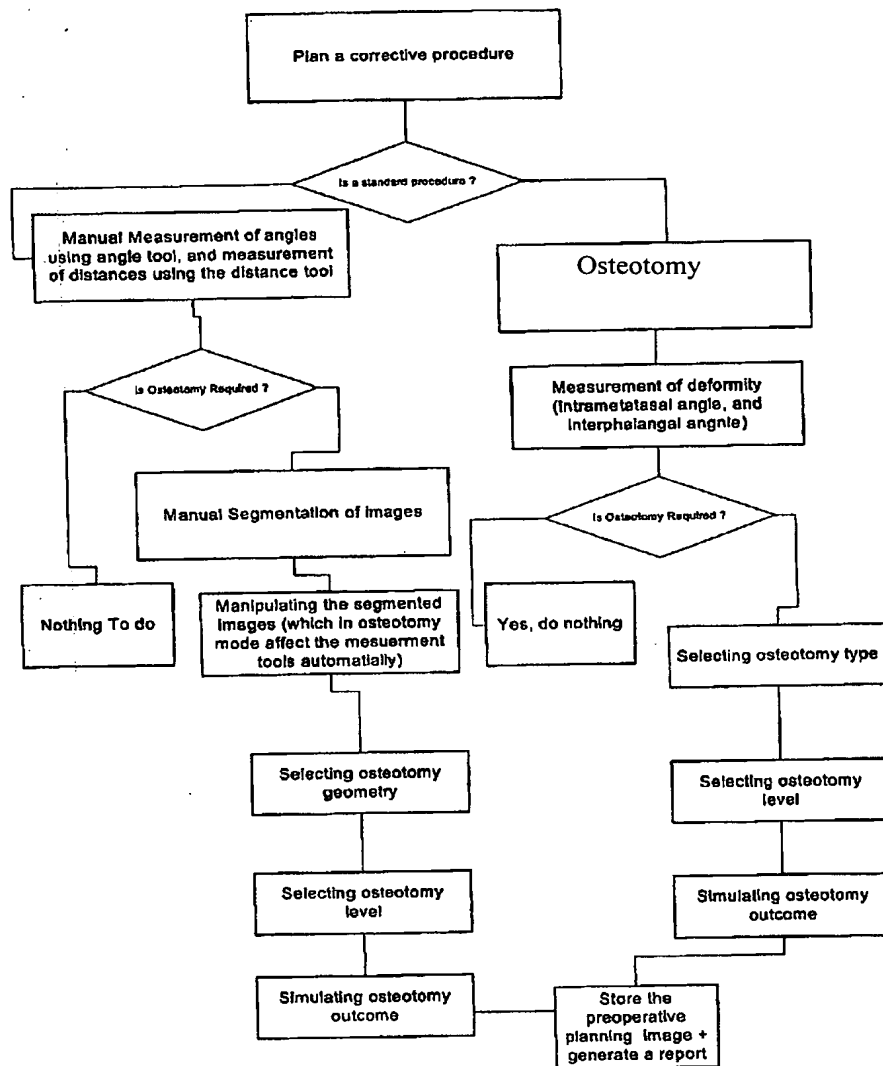 Plan a corrective procedure
Is a standard procedure ?
Manual Measurement of angles
using angle tool, and measurement
of distances using the distance tool
Osteotomy
Is Osteotomy Required ?
Measurement of deformity
(intrametatasal angle, and
interphalangal angnle)
Manual Segmentation of images
Is Osteotomy Required ?
Nothing To do
Manipulating the segmented
images (which in osteotomy
mode affect the mesuerment
tools automatially)
Yes, do nothing
Selecting osteotomy type
Selecting osteotomy
geometry
Selecting osteotomy
level
Selecting osteotomy
level
Simulating osteotomy
outcome
Simulating osteotomy
outcome
Store the
preoperative
planning image +
generate a report